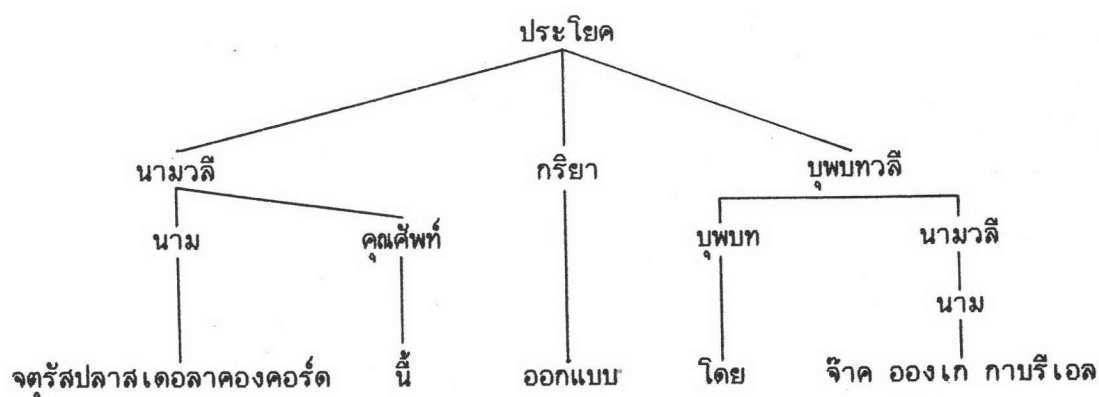 ประโยค
นามวลี กริยา บุพบทวลี
นาม คุณศัพท์ บุพบท นามวลี
นาม
จตุรัสปลาสเดอลาคองคอร์ด นี้ ออกแบบ โดย จ๊าค อองเก กาบรีเอล